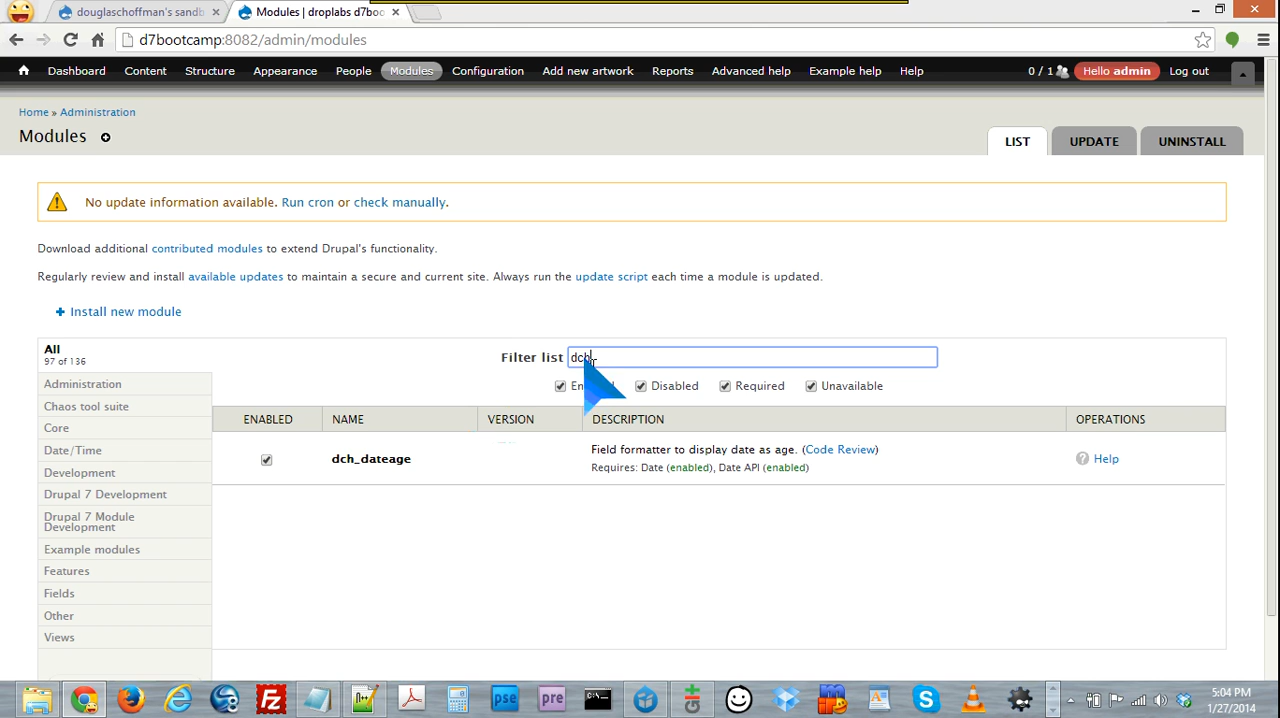 douglaschoffman's sandb
Modules | droplabs d7boo
d7bootcamp:8082/admin/modules
Dashboard Content Structure Appearance People Modules Configuration Add new artwork Reports Advanced help Example help Help 0 / 1 Hello admin Log out
Home » Administration
Modules
LIST UPDATE UNINSTALL
No update information available. Run cron or check manually.
Download additional contributed modules to extend Drupal's functionality.
Regularly review and install available updates to maintain a secure and current site. Always run the update script each time a module is updated.
Install new module
All
97 of 136
Filter list dch
En Disabled Required Unavailable
Administration
Chaos tool suite
Core
Date/Time
Development
Drupal 7 Development
Drupal 7 Module
Development
Example modules
Features
Fields
Other
Views
ENABLED NAME VERSION DESCRIPTION OPERATIONS
dch_dateage
Field formatter to display date as age. (Code Review)
Requires: Date (enabled), Date API (enabled)
Help
pse
pre
5:04 PM
1/27/2014